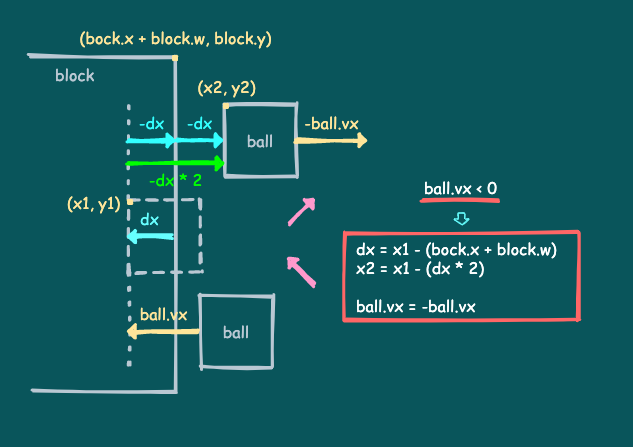 (bock.x + block.w, block.y)
block
(x2, y2)
-dx
-dx
ball
-ball.vx
-dx * 2
(x1, y1)
dx
ball.vx
ball
ball.vx < 0
dx = x1 - (bock.x + block.w)
x2 = x1 - (dx * 2)
ball.vx = -ball.vx